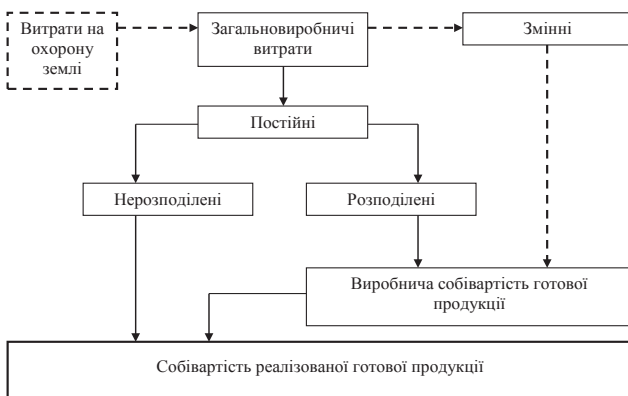 Витрати на
охорону
землі
Загальновиробничі
витрати
Змінні
Постійні
Нерозподілені
Розподілені
Виробнича собівартість готової
продукції
Собівартість реалізованої готової продукції